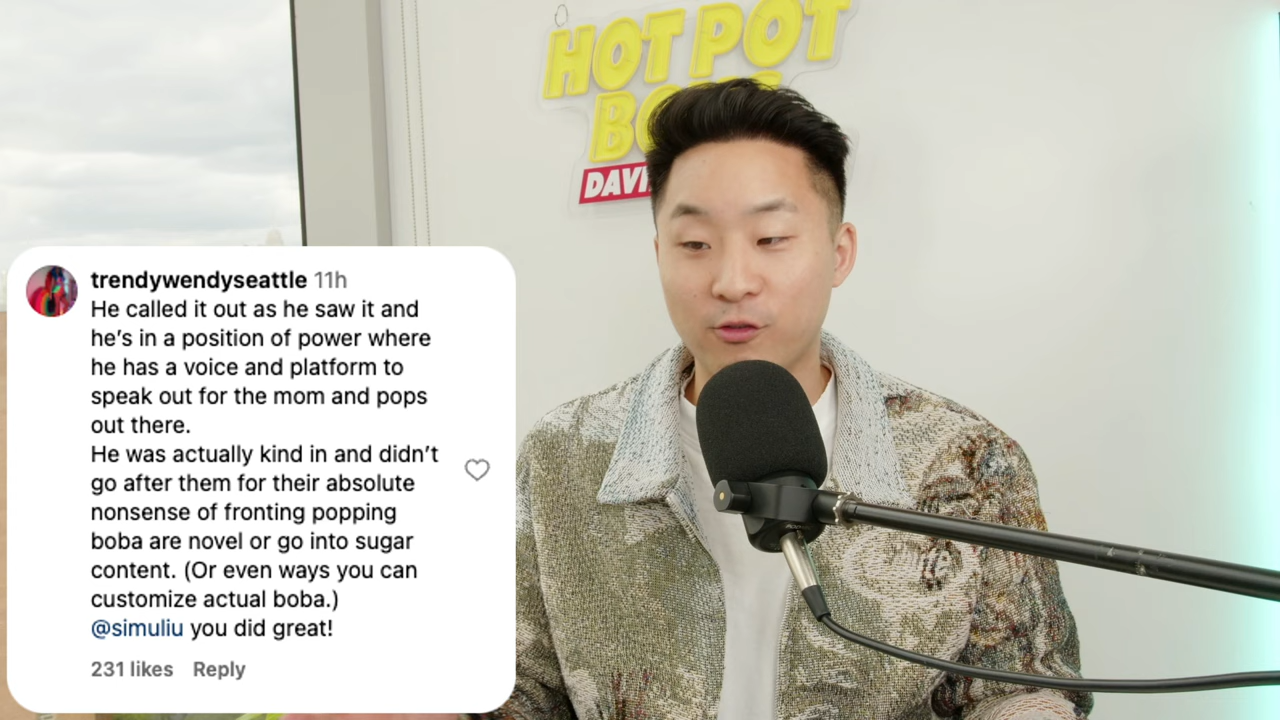 HOT POT
trendywendyseattle 11h
He called it out as he saw it and
he's in a position of power where
he has a voice and platform to
speak out for the mom and pops
out there.
He was actually kind in and didn't
go after them for their absolute
nonsense of fronting popping
boba are novel or go into sugar
content. (Or even ways you can
customize actual boba.)
@simuliu you did great!
231 likes Reply